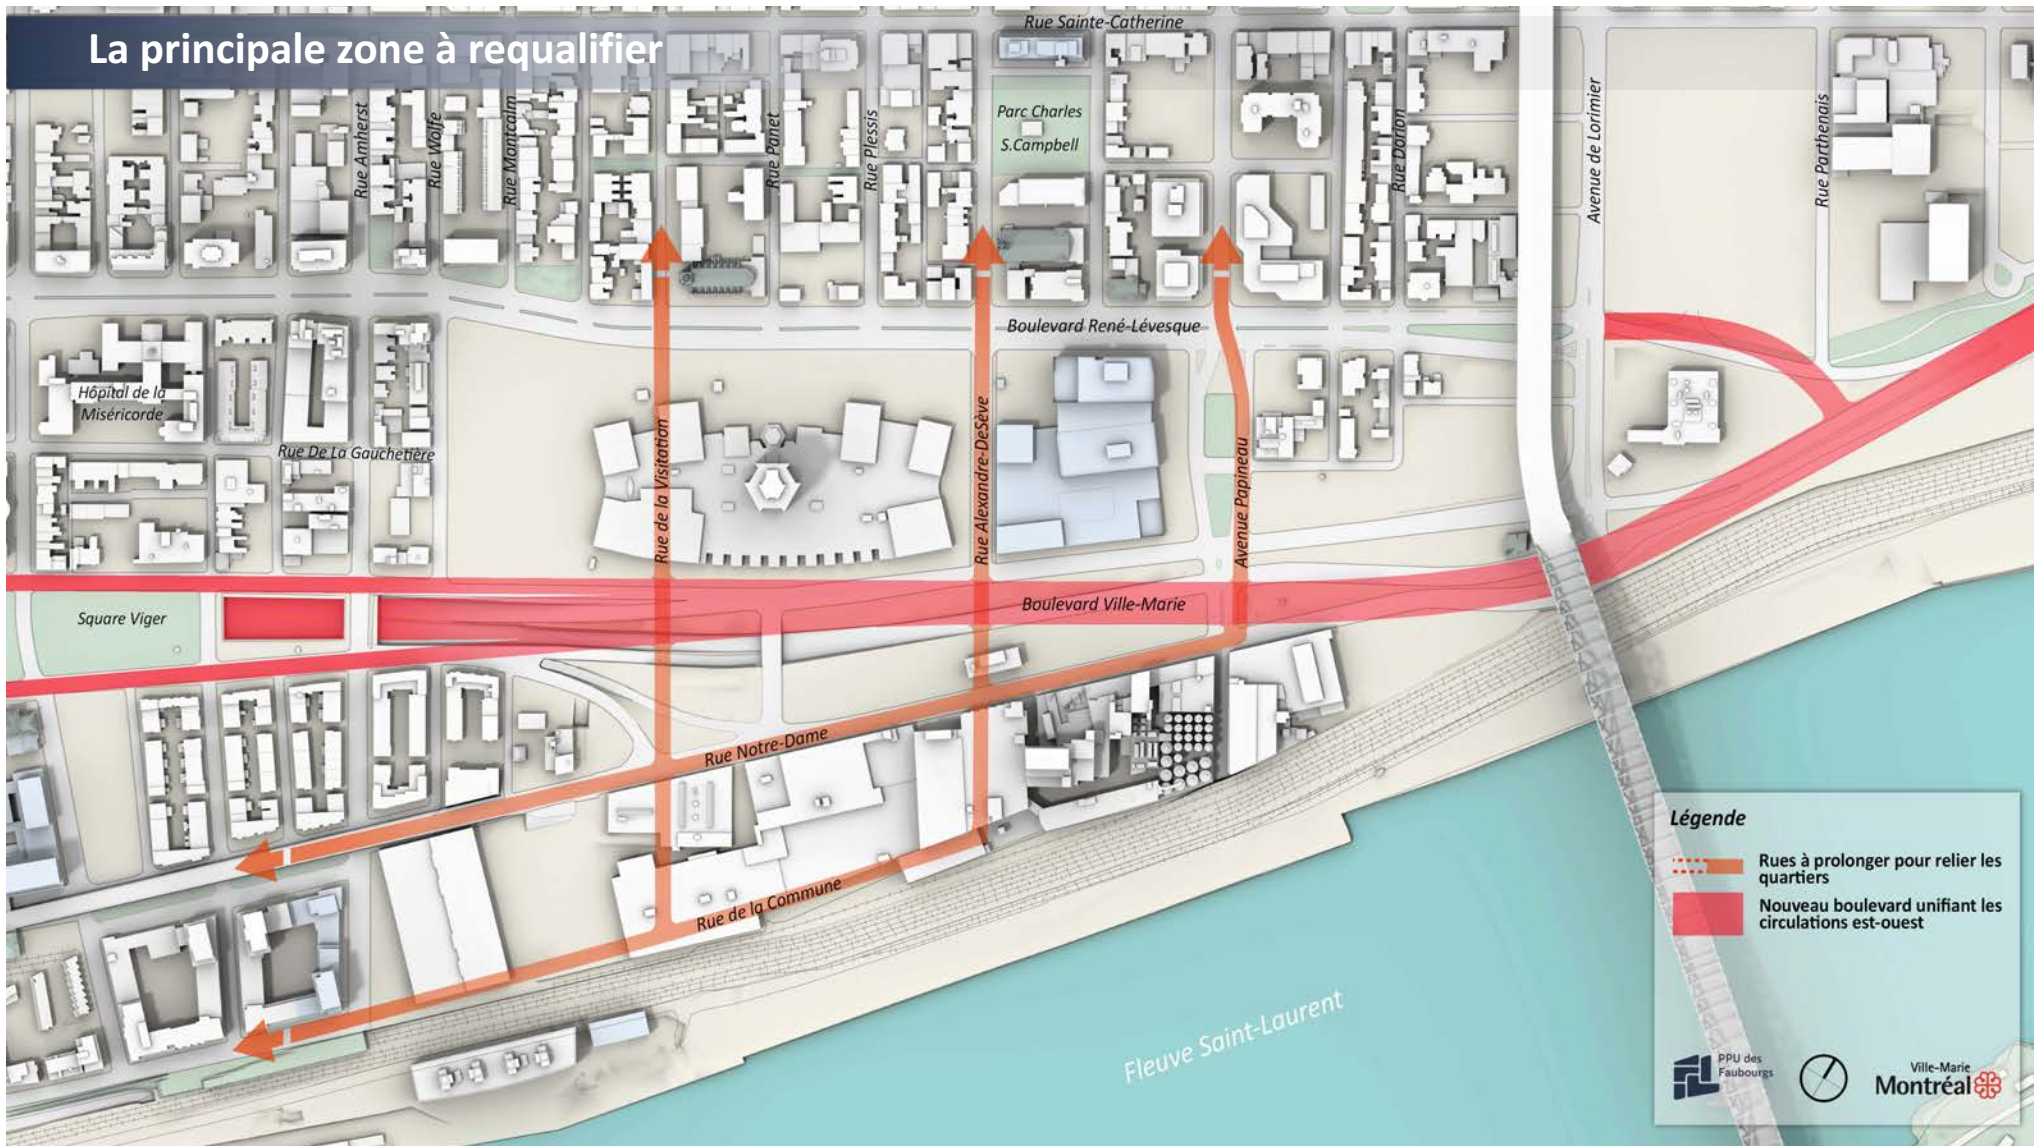 La principale zone à requalifier
Rue Sainte-Catherine
Rue Amherst
Rue Wolfe
Rue Montcalm
Rue Panet
Rue Plessis
Parc Charles
S.Campbell
Rue Dorion
Avenue de Lorimier
Rue Parthenais
Boulevard René-Lévesque
Hôpital de la
Miséricorde
Rue De La Gauchetière
Rue de la Visitation
Rue Alexandre-DeSève
Avenue Papineau
Square Viger
Boulevard Ville-Marie
Rue Notre-Dame
Rue de la Commune
Fleuve Saint-Laurent
Légende
Rues à prolonger pour relier les
quartiers
Nouveau boulevard unifiant les
circulations est-ouest
PPU des
Faubourgs
Ville-Marie
Montréal